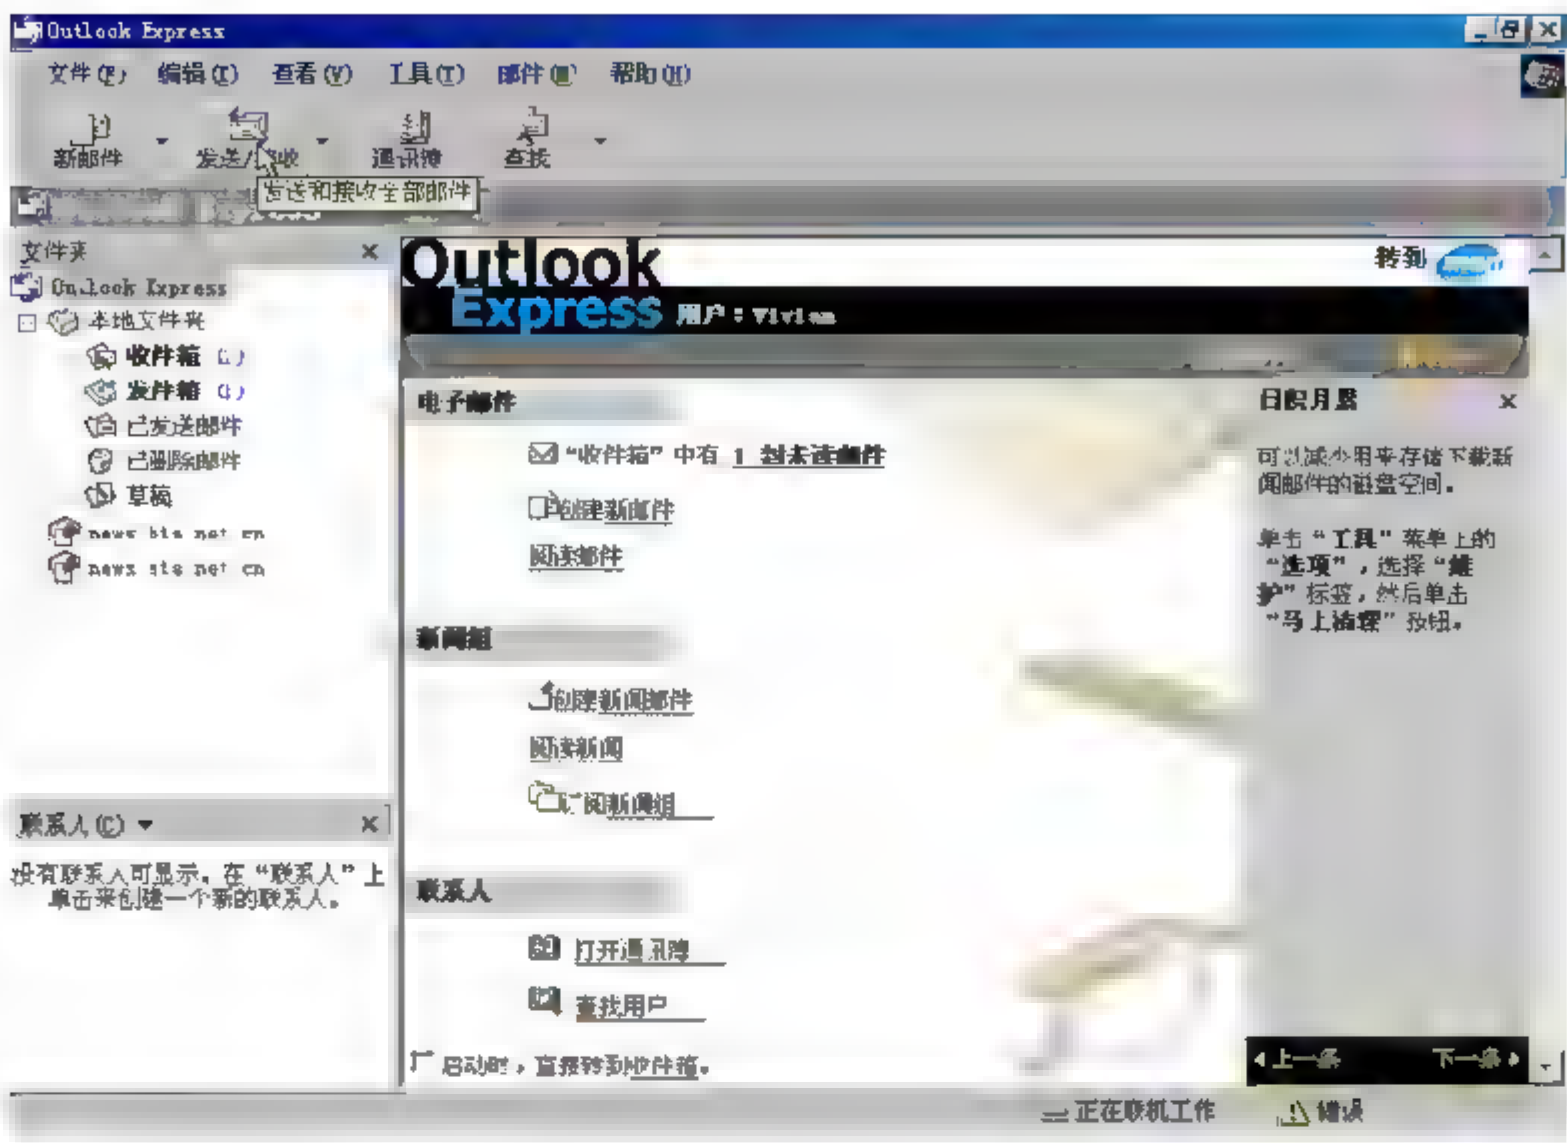 Outlook Express
文件(F) 编辑(E) 查看(V) 工具(T) 邮件(M) 帮助(H)
新邮件 发送/ 收 通讯簿 查找
发送和接收全部邮件
文件夹
Outlook Express
本地文件夹
收件箱
发件箱
已发送邮件
已删除邮件
草稿
net cn
news net cn
联系人(C)
没有联系人可显示。在“联系人”上
单击来创建一个新的联系人。
Outlook
Express 用户：Vivian
转到
电子邮件
“收件箱”中有 1 封未读邮件
创建新邮件
阅读邮件
新闻组
创建新闻邮件
阅读新闻
订阅新闻组
联系人
打开通讯簿
查找用户
启动时，直接转到收件箱。
日积月累
可以减少用来存储下载新
闻邮件的磁盘空间。
单击“工具”菜单上的
“选项”，选择“维
护”标签，然后单击
“马上清理”按钮。
上一条 下一条
正在联机工作 错误